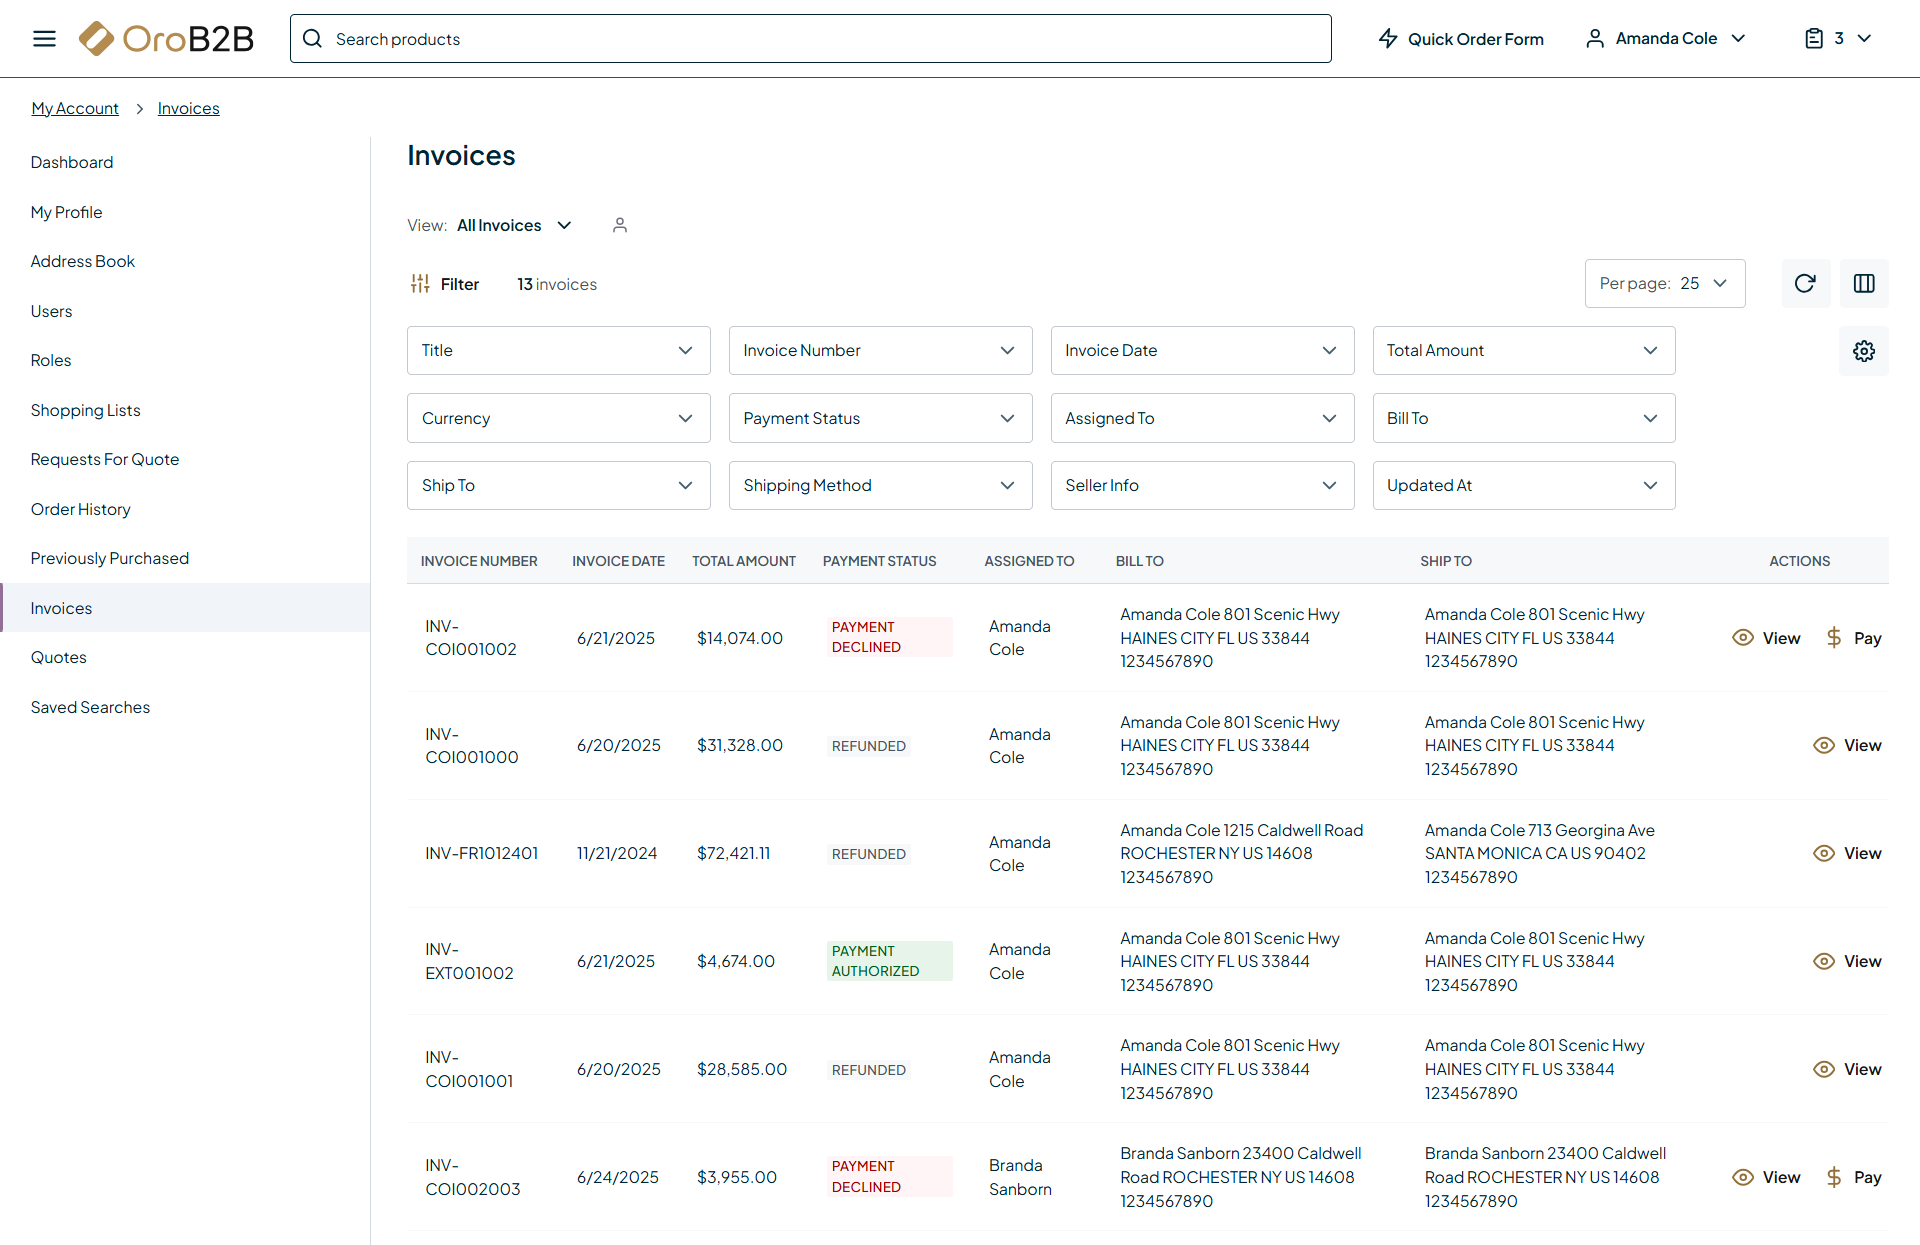 OroB2B
Search products
Quick Order Form
Amanda Cole
3
My Account
Invoices
Dashboard
My Profile
Address Book
Users
Roles
Shopping Lists
Requests For Quote
Order History
Previously Purchased
Invoices
Quotes
Saved Searches
Invoices
View: All Invoices
Filter
13 invoices
Per page: 25
Title
Invoice Number
Invoice Date
Total Amount
Currency
Payment Status
Assigned To
Bill To
Ship To
Shipping Method
Seller Info
Updated At
INVOICE NUMBER
INVOICE DATE
TOTAL AMOUNT
PAYMENT STATUS
ASSIGNED TO
BILL TO
SHIP TO
ACTIONS
INV-
COI001002
6/21/2025
$14,074.00
PAYMENT
DECLINED
Amanda
Cole
Amanda Cole 801 Scenic Hwy
HAINES CITY FL US 33844
1234567890
Amanda Cole 801 Scenic Hwy
HAINES CITY FL US 33844
1234567890
View
Pay
INV-
COI001000
6/20/2025
$31,328.00
REFUNDED
Amanda
Cole
Amanda Cole 801 Scenic Hwy
HAINES CITY FL US 33844
1234567890
Amanda Cole 801 Scenic Hwy
HAINES CITY FL US 33844
1234567890
View
INV-FR1012401
11/21/2024
$72,421.11
REFUNDED
Amanda
Cole
Amanda Cole 1215 Caldwell Road
ROCHESTER NY US 14608
1234567890
Amanda Cole 713 Georgina Ave
SANTA MONICA CA US 90402
1234567890
View
INV-
EXT001002
6/21/2025
$4,674.00
PAYMENT
AUTHORIZED
Amanda
Cole
Amanda Cole 801 Scenic Hwy
HAINES CITY FL US 33844
1234567890
Amanda Cole 801 Scenic Hwy
HAINES CITY FL US 33844
1234567890
View
INV-
COI001001
6/20/2025
$28,585.00
REFUNDED
Amanda
Cole
Amanda Cole 801 Scenic Hwy
HAINES CITY FL US 33844
1234567890
Amanda Cole 801 Scenic Hwy
HAINES CITY FL US 33844
1234567890
View
INV-
COI002003
6/24/2025
$3,955.00
PAYMENT
DECLINED
Branda
Sanborn
Branda Sanborn 23400 Caldwell
Road ROCHESTER NY US 14608
1234567890
Branda Sanborn 23400 Caldwell
Road ROCHESTER NY US 14608
1234567890
View
Pay